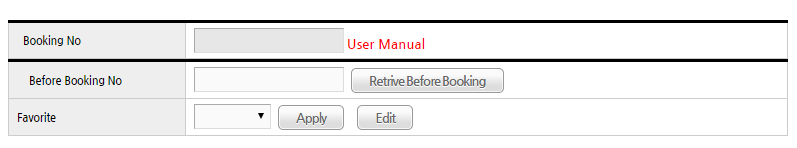 Booking No User Manual
Before Booking No Retrive Before Booking
Favorite Apply Edit